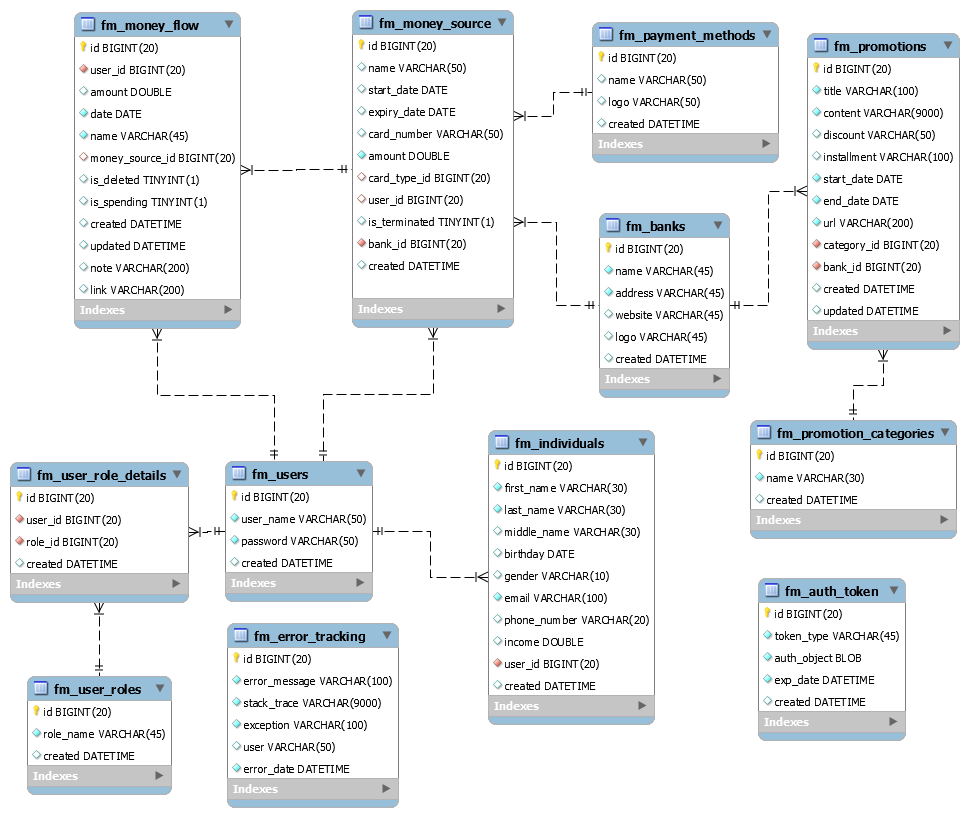 fm_money_flow
id BIGINT(20)
user_id BIGINT(20)
amount DOUBLE
date DATE
name VARCHAR(45)
money_source_id BIGINT(20)
is_deleted TINYINT(1)
is_spending TINYINT(1)
created DATETIME
updated DATETIME
note VARCHAR(200)
link VARCHAR(200)
Indexes
fm_money_source
id BIGINT(20)
name VARCHAR(50)
start_date DATE
expiry_date DATE
card_number VARCHAR(50)
amount DOUBLE
card_type_id BIGINT(20)
user_id BIGINT(20)
is_terminated TINYINT(1)
bank_id BIGINT(20)
created DATETIME
Indexes
fm_payment_methods
id BIGINT(20)
name VARCHAR(50)
logo VARCHAR(50)
created DATETIME
Indexes
fm_promotions
id BIGINT(20)
title VARCHAR(100)
content VARCHAR(9000)
discount VARCHAR(50)
installment VARCHAR(100)
start_date DATE
end_date DATE
url VARCHAR(200)
category_id BIGINT(20)
bank_id BIGINT(20)
created DATETIME
updated DATETIME
Indexes
fm_banks
id BIGINT(20)
name VARCHAR(45)
address VARCHAR(45)
website VARCHAR(45)
logo VARCHAR(45)
created DATETIME
Indexes
fm_user_role_details
id BIGINT(20)
user_id BIGINT(20)
role_id BIGINT(20)
created DATETIME
Indexes
fm_users
id BIGINT(20)
user_name VARCHAR(50)
password VARCHAR(50)
created DATETIME
Indexes
fm_individuals
id BIGINT(20)
first_name VARCHAR(30)
last_name VARCHAR(30)
middle_name VARCHAR(30)
birthday DATE
gender VARCHAR(10)
email VARCHAR(100)
phone_number VARCHAR(20)
income DOUBLE
user_id BIGINT(20)
created DATETIME
Indexes
fm_promotion_categories
id BIGINT(20)
name VARCHAR(30)
created DATETIME
Indexes
fm_user_roles
id BIGINT(20)
role_name VARCHAR(45)
created DATETIME
Indexes
fm_error_tracking
id BIGINT(20)
error_message VARCHAR(100)
stack_trace VARCHAR(9000)
exception VARCHAR(100)
user VARCHAR(50)
error_date DATETIME
Indexes
fm_auth_token
id BIGINT(20)
token_type VARCHAR(45)
auth_object BLOB
exp_date DATETIME
created DATETIME
Indexes